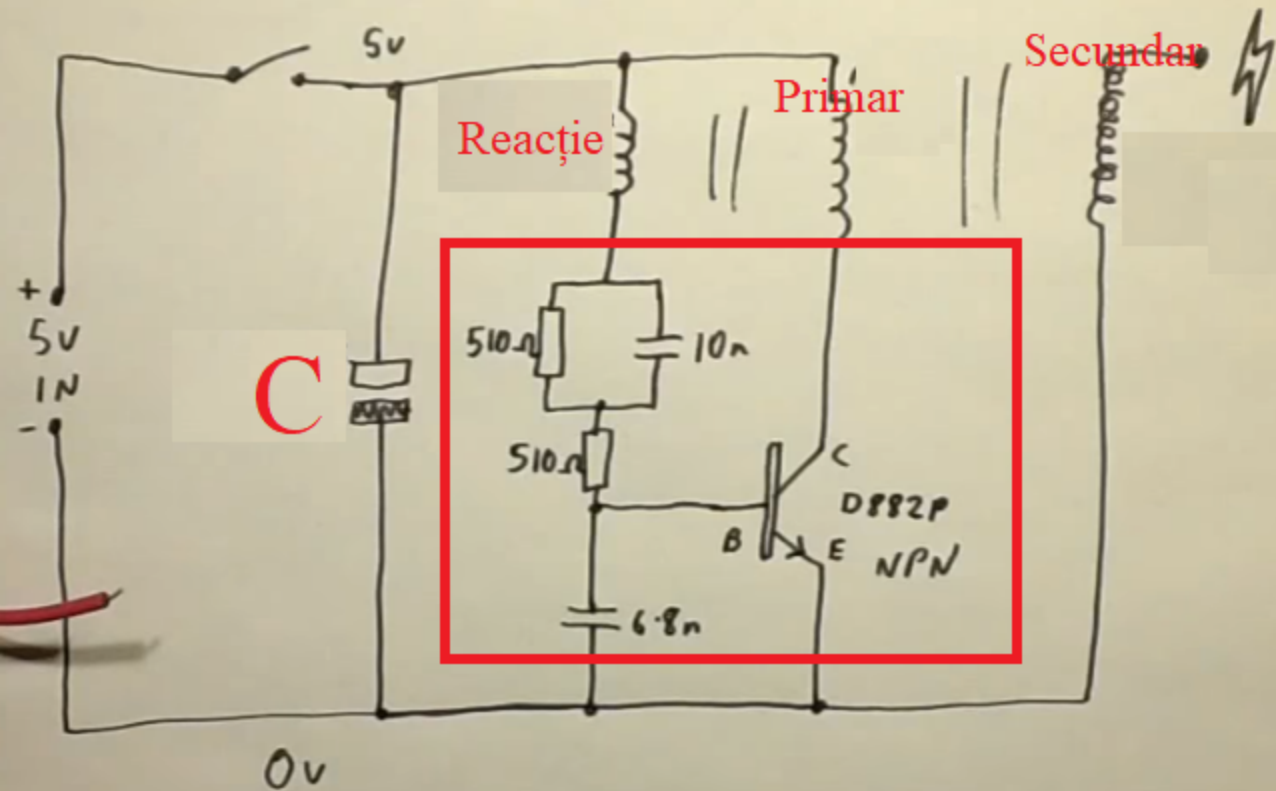 5v
Secundar
Primar
Reacție
+
5v
IN
-
C
510Ω
10n
510Ω
C
D882P
B
E
NPN
6.8n
0v